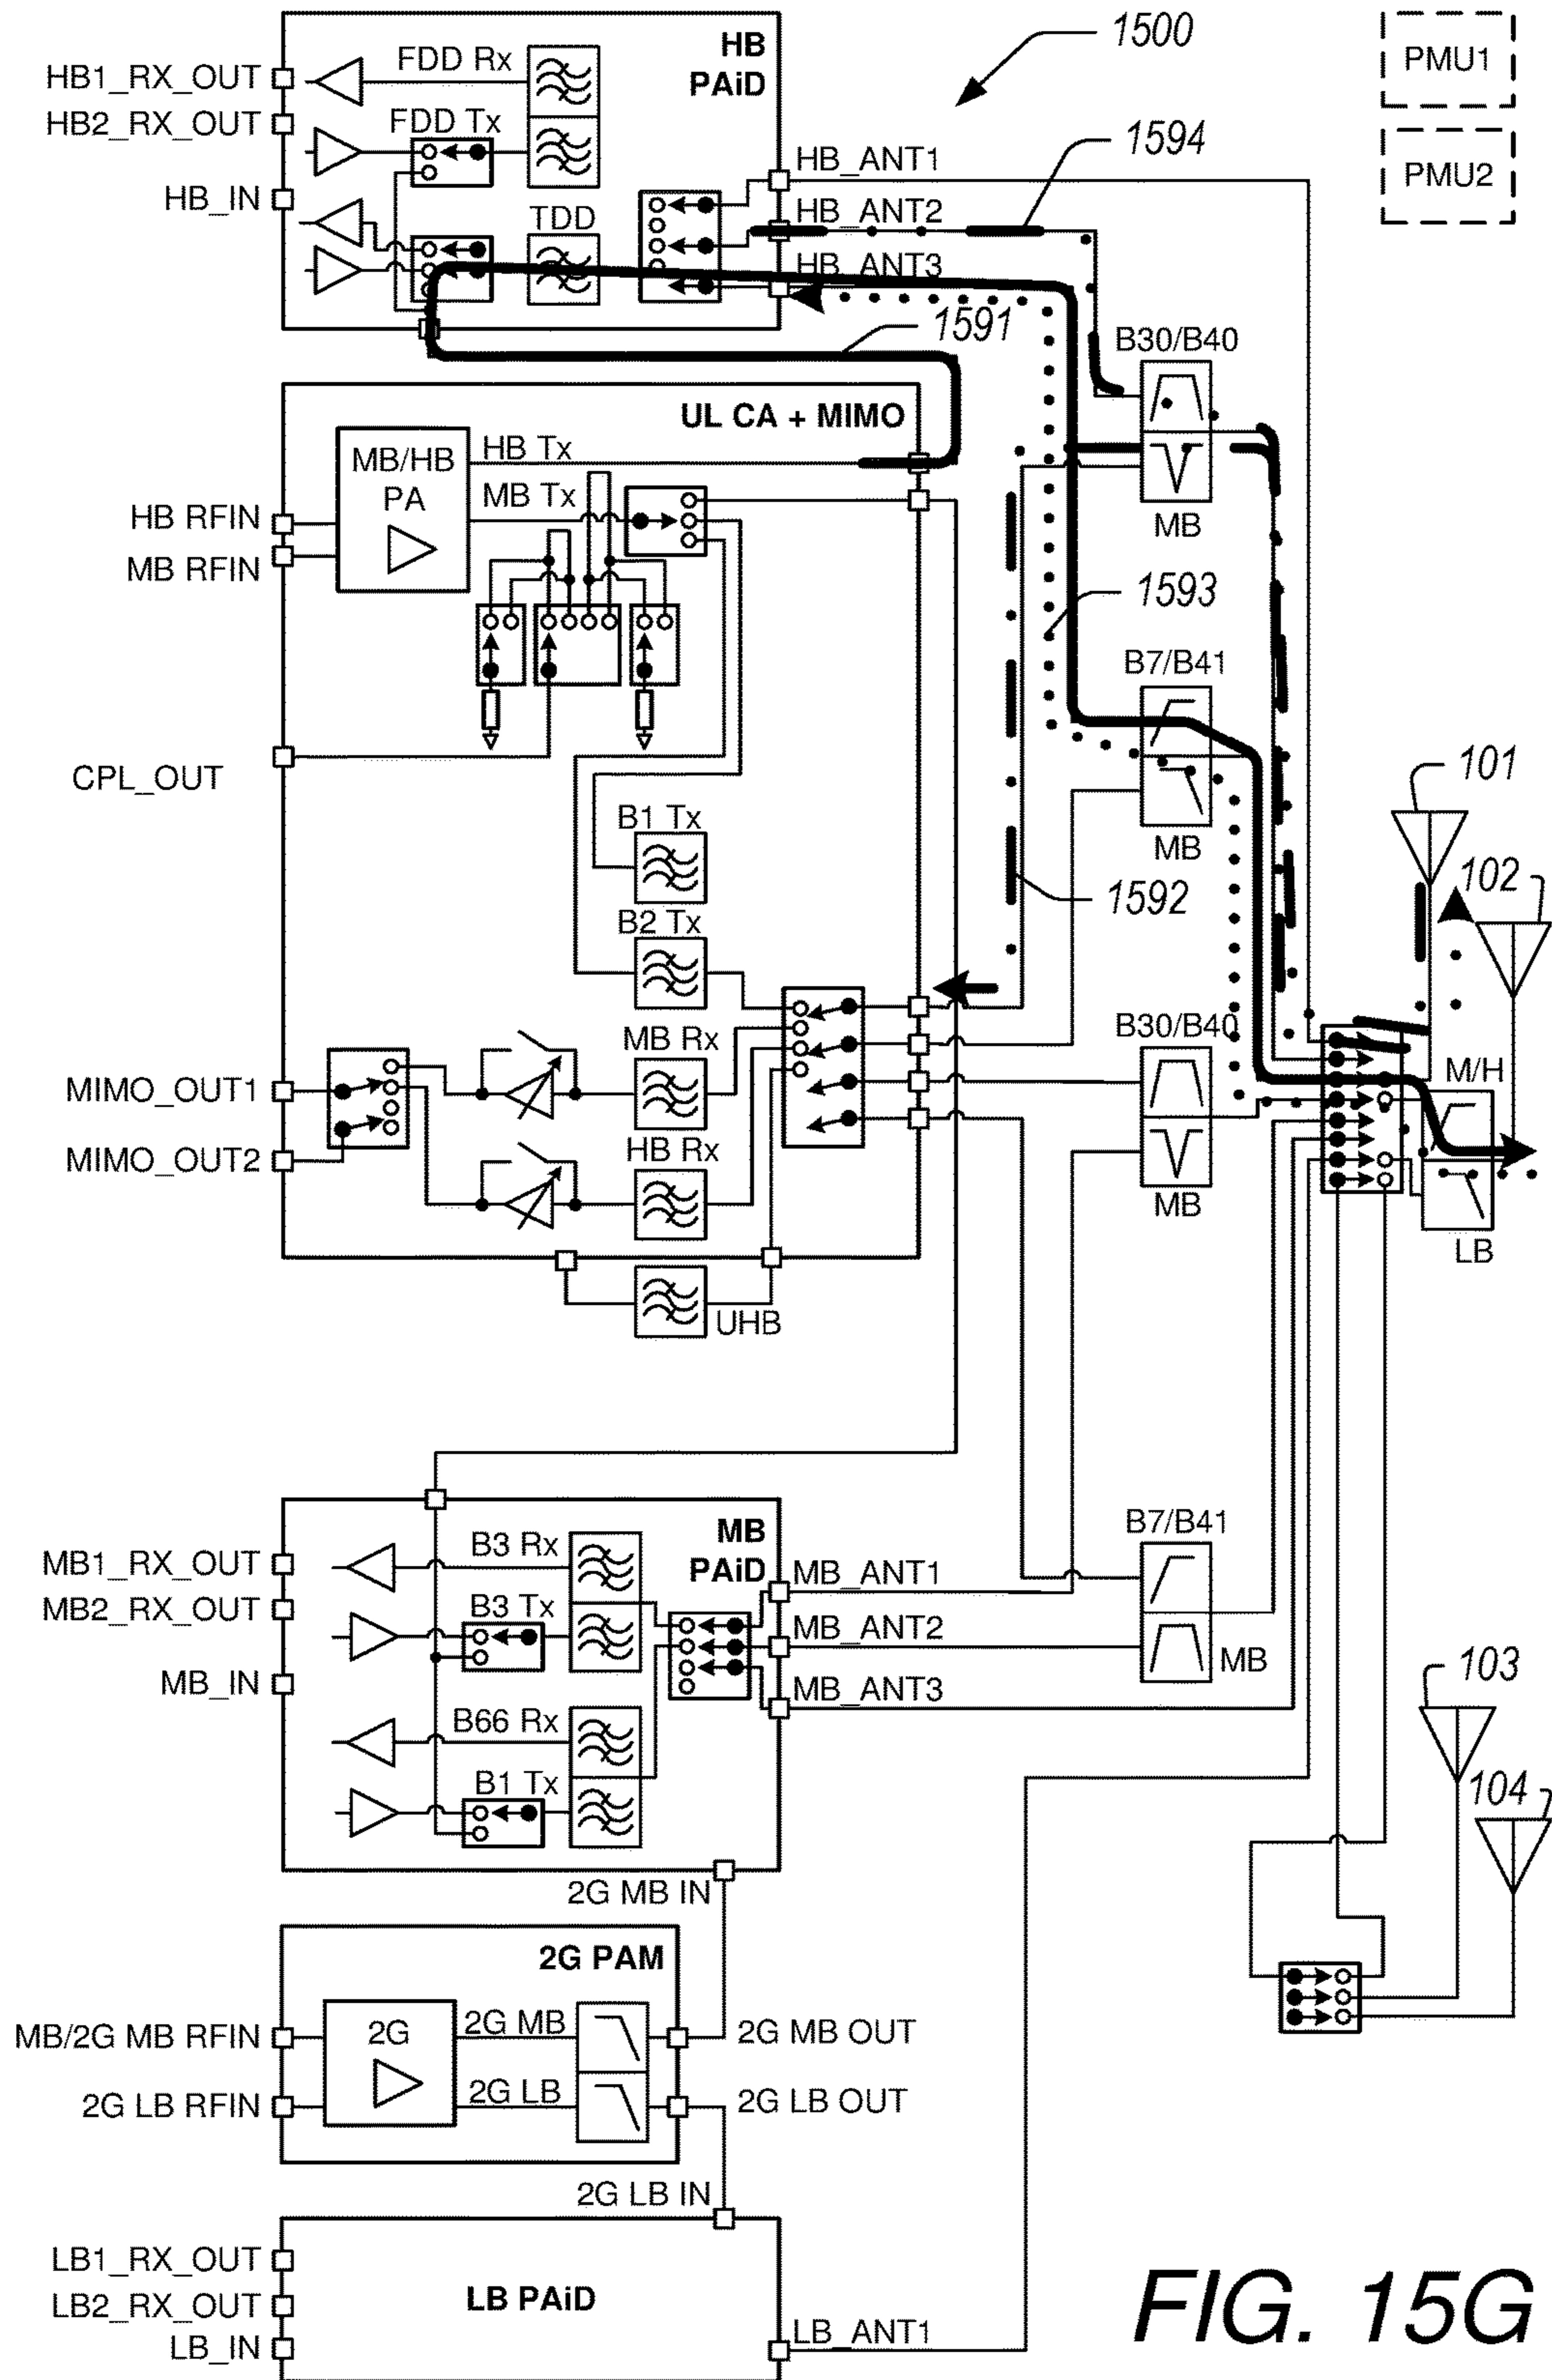 HB
PAiD
1500
PMU1
PMU2
HB1_RX_OUT
FDD Rx
HB2_RX_OUT
FDD Tx
1594
HB_ANT1
HB_IN
HB_ANT2
TDD
HB_ANT3
1591
B30/B40
MB
UL CA + MIMO
MB/HB
PA
HB Tx
MB Tx
HB RFIN
MB RFIN
1593
B7/B41
MB
CPL_OUT
101
B1 Tx
1592
102
B2 Tx
B30/B40
MB
MB Rx
M/H
LB
MIMO_OUT1
MIMO_OUT2
HB Rx
UHB
MB
PAiD
B7/B41
MB
MB1_RX_OUT
B3 Rx
MB_ANT1
MB2_RX_OUT
B3 Tx
MB_ANT2
MB_IN
MB_ANT3
103
B66 Rx
B1 Tx
104
2G MB IN
2G PAM
MB/2G MB RFIN
2G
2G MB
2G MB OUT
2G LB RFIN
2G LB
2G LB OUT
2G LB IN
LB1_RX_OUT
LB2_RX_OUT
LB PAiD
LB_IN
LB_ANT1
FIG. 15G